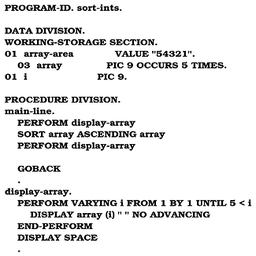 PROGRAM-ID. sort-ints.
DATA DIVISION.
WORKING-STORAGE SECTION.
01 array-area VALUE "54321".
03 array PIC 9 OCCURS 5 TIMES.
01 i PIC 9.
PROCEDURE DIVISION.
main-line.
PERFORM display-array
SORT array ASCENDING array
PERFORM display-array
GOBACK
.
display-array.
PERFORM VARYING i FROM 1 BY 1 UNTIL 5 < i
DISPLAY array (i) " " NO ADVANCING
END-PERFORM
DISPLAY SPACE
.